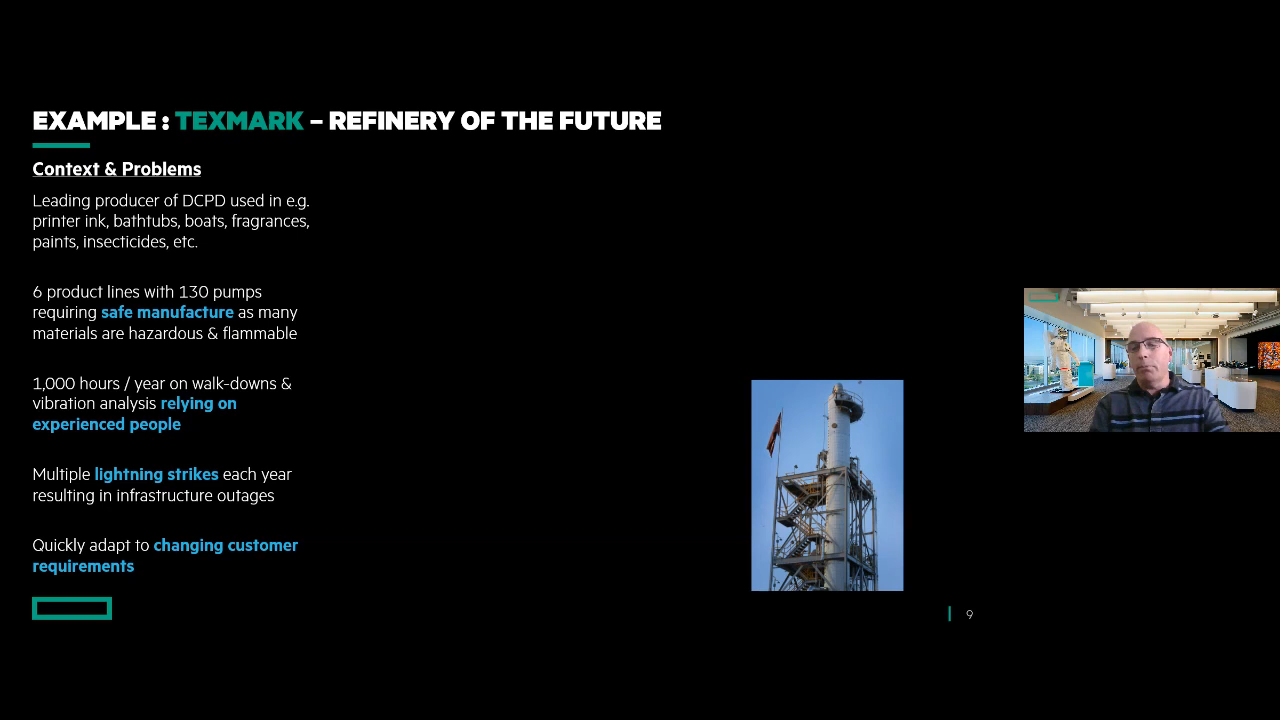 EXAMPLE : TEXMARK – REFINERY OF THE FUTURE
Context & Problems
Leading producer of DCPD used in e.g.
printer ink, bathtubs, boats, fragrances,
paints, insecticides, etc.
6 product lines with 130 pumps
requiring safe manufacture as many
materials are hazardous & flammable
1,000 hours / year on walk-downs &
vibration analysis relying on
experienced people
Multiple lightning strikes each year
resulting in infrastructure outages
Quickly adapt to changing customer
requirements
9